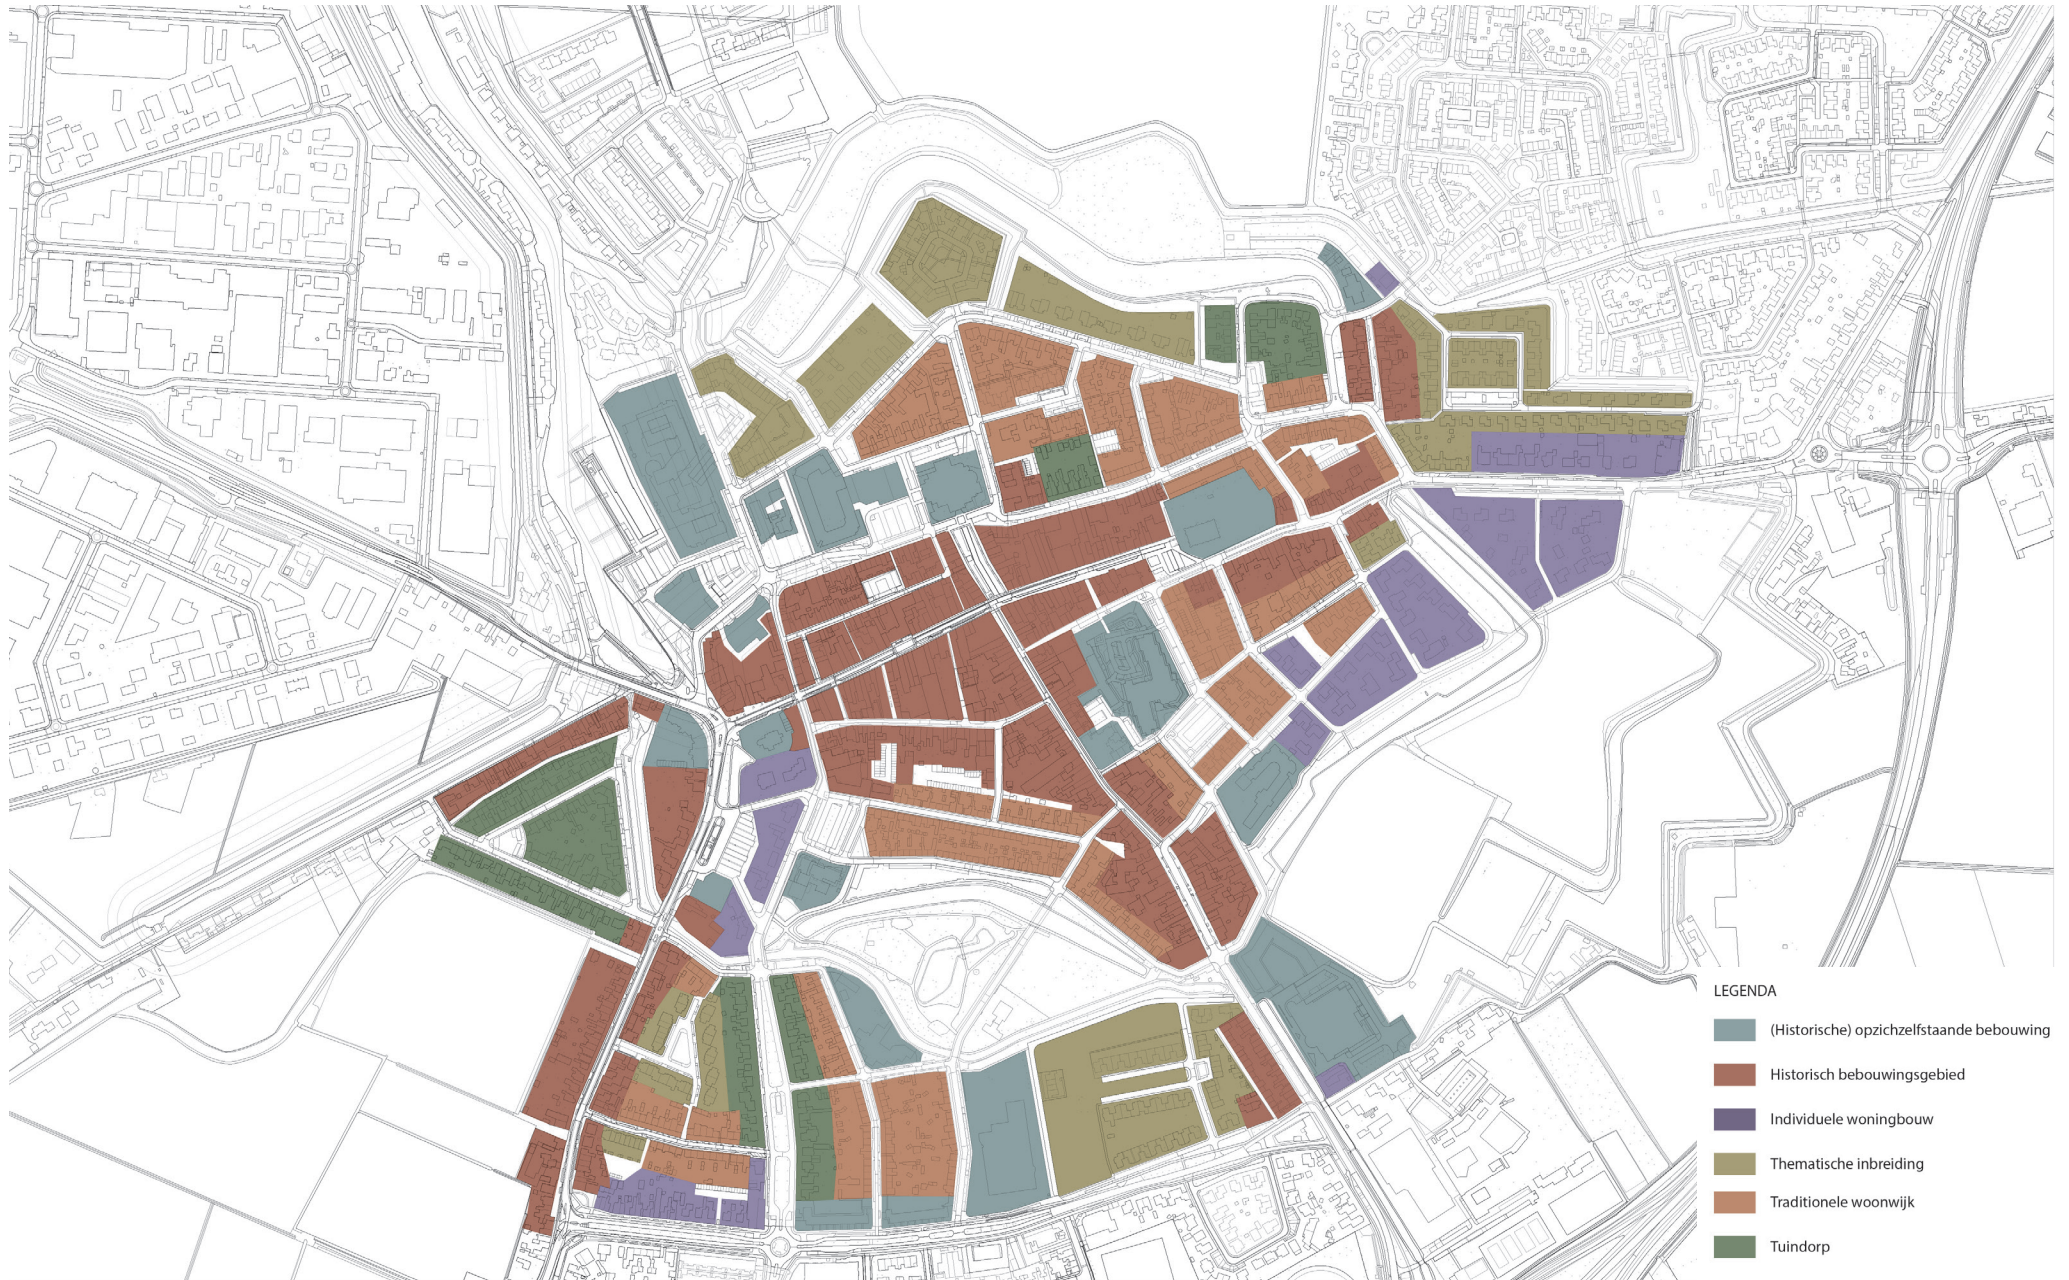 LEGENDA
(Historische) opzichzelfstaande bebouwing
Historisch bebouwingsgebied
Individuele woningbouw
Thematische inbreiding
Traditionele woonwijk
Tuindorp